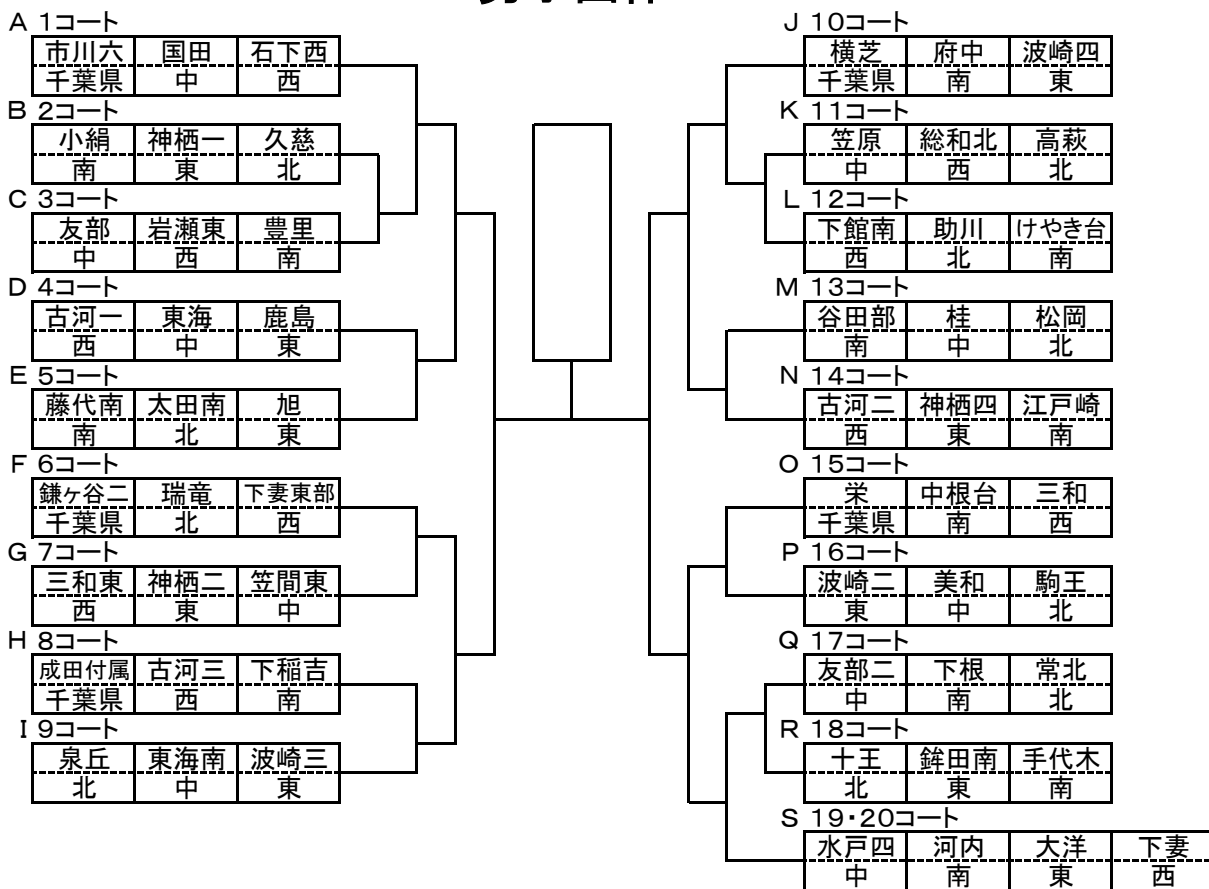 A 1コート
市川六 国田 石下西
千葉県 中 西
B 2コート
小絹 神栖一 久慈
南 東 北
C 3コート
友部 岩瀬東 豊里
中 西 南
D 4コート
古河一 東海 鹿島
西 中 東
E 5コート
藤代南 太田南 旭
南 北 東
F 6コート
鎌ヶ谷二 瑞竜 下妻東部
千葉県 北 西
G 7コート
三和東 神栖二 笠間東
西 東 中
H 8コート
成田付属 古河三 下稲吉
千葉県 西 南
I 9コート
泉丘 東海南 波崎三
北 中 東
J 10コート
横芝 府中 波崎四
千葉県 南 東
K 11コート
笠原 総和北 高萩
中 西 北
L 12コート
下館南 助川 けやき台
西 北 南
M 13コート
谷田部 桂 松岡
南 中 北
N 14コート
古河二 神栖四 江戸崎
西 東 南
O 15コート
栄 中根台 三和
千葉県 南 西
P 16コート
波崎二 美和 駒王
東 中 北
Q 17コート
友部二 下根 常北
中 南 北
R 18コート
十王 鉾田南 手代木
北 東 南
S 19・20コート
水戸四 河内 大洋 下妻
中 南 東 西